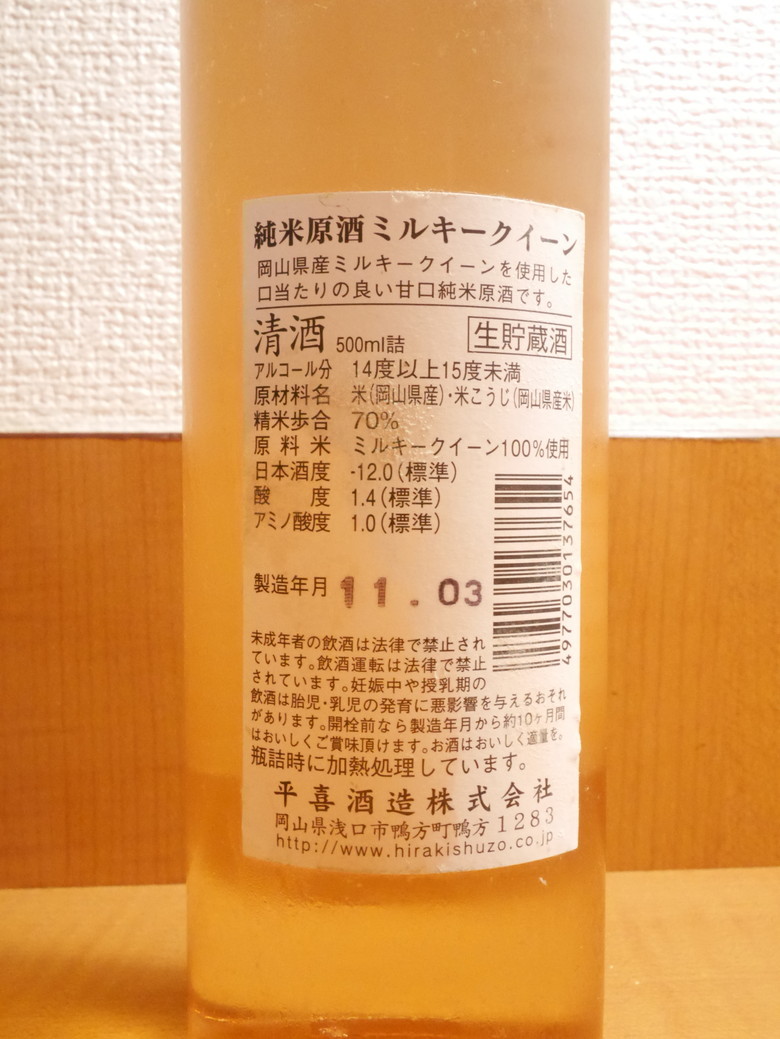 純米原酒ミルキークイーン
岡山県産ミルキークイーンを使用した
口当たりの良い甘口純米原酒です。
清酒 500ml詰 生貯蔵酒
アルコール分 14度以上15度未満
原材料名 米(岡山県産)・米こうじ(岡山県産米)
精米歩合 70%
原料米 ミルキークイーン100%使用
日本酒度 -12.0(標準)
酸度 1.4(標準)
アミノ酸度 1.0(標準)
製造年月 11.03
4977030137654
未成年者の飲酒は法律で禁止され
ています。飲酒運転は法律で禁止
されています。妊娠中や授乳期の
飲酒は胎児・乳児の発育に悪影響を与えるおそれ
があります。開栓前なら製造年月から約10ヶ月間
はおいしくご賞味頂けます。お酒はおいしく適量を。
瓶詰時に加熱処理しています。
平喜酒造株式会社
岡山県浅口市鴨方町鴨方1283
http://www.hirakishuzo.co.jp